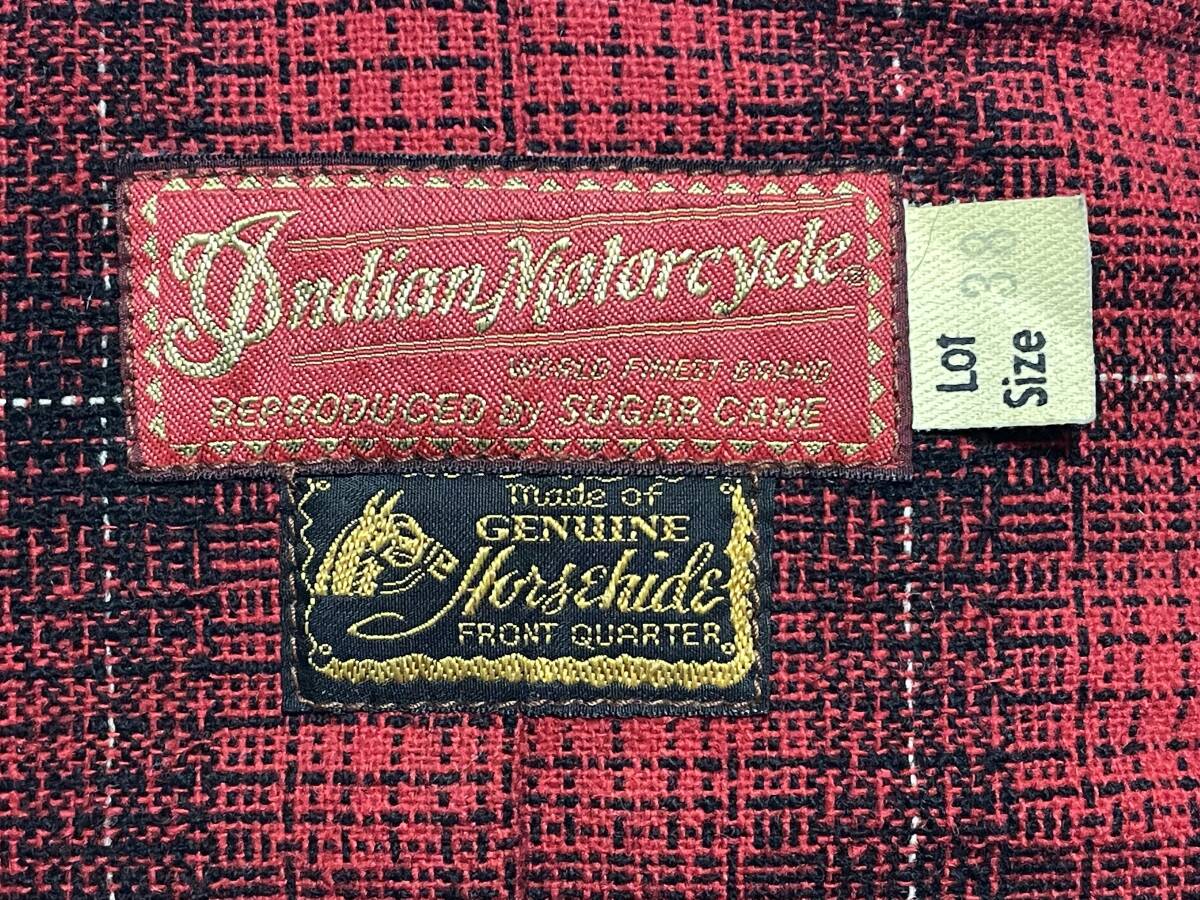 Indian Motorcycle®
WORLD FINEST BRAND
REPRODUCED by SUGAR CANE
Lot
Size 38
Made of
GENUINE
Horsehide
FRONT QUARTER